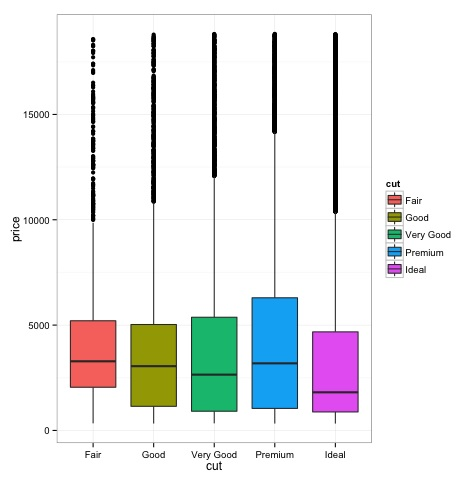 price
15000
10000
5000
0
Fair Good Very Good Premium Ideal
cut
cut
Fair
Good
Very Good
Premium
Ideal